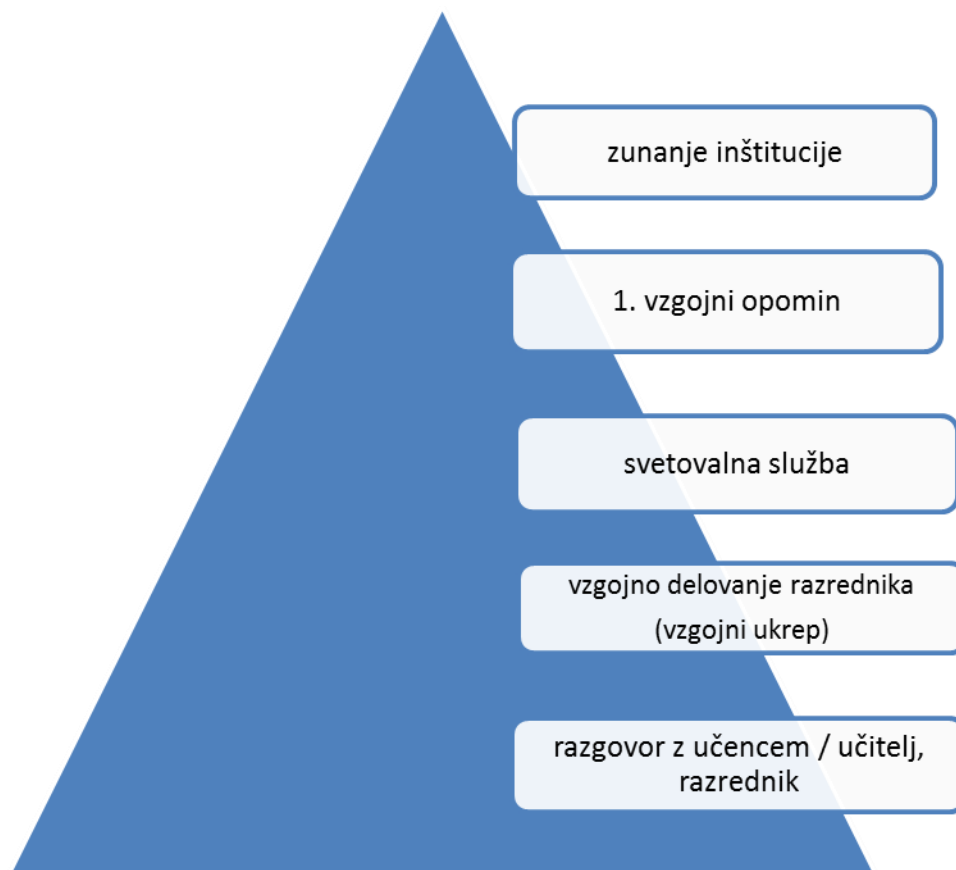 zunanje inštitucije
1. vzgojni opomin
svetovalna služba
vzgojno delovanje razrednika
(vzgojni ukrep)
razgovor z učencem / učitelj,
razrednik